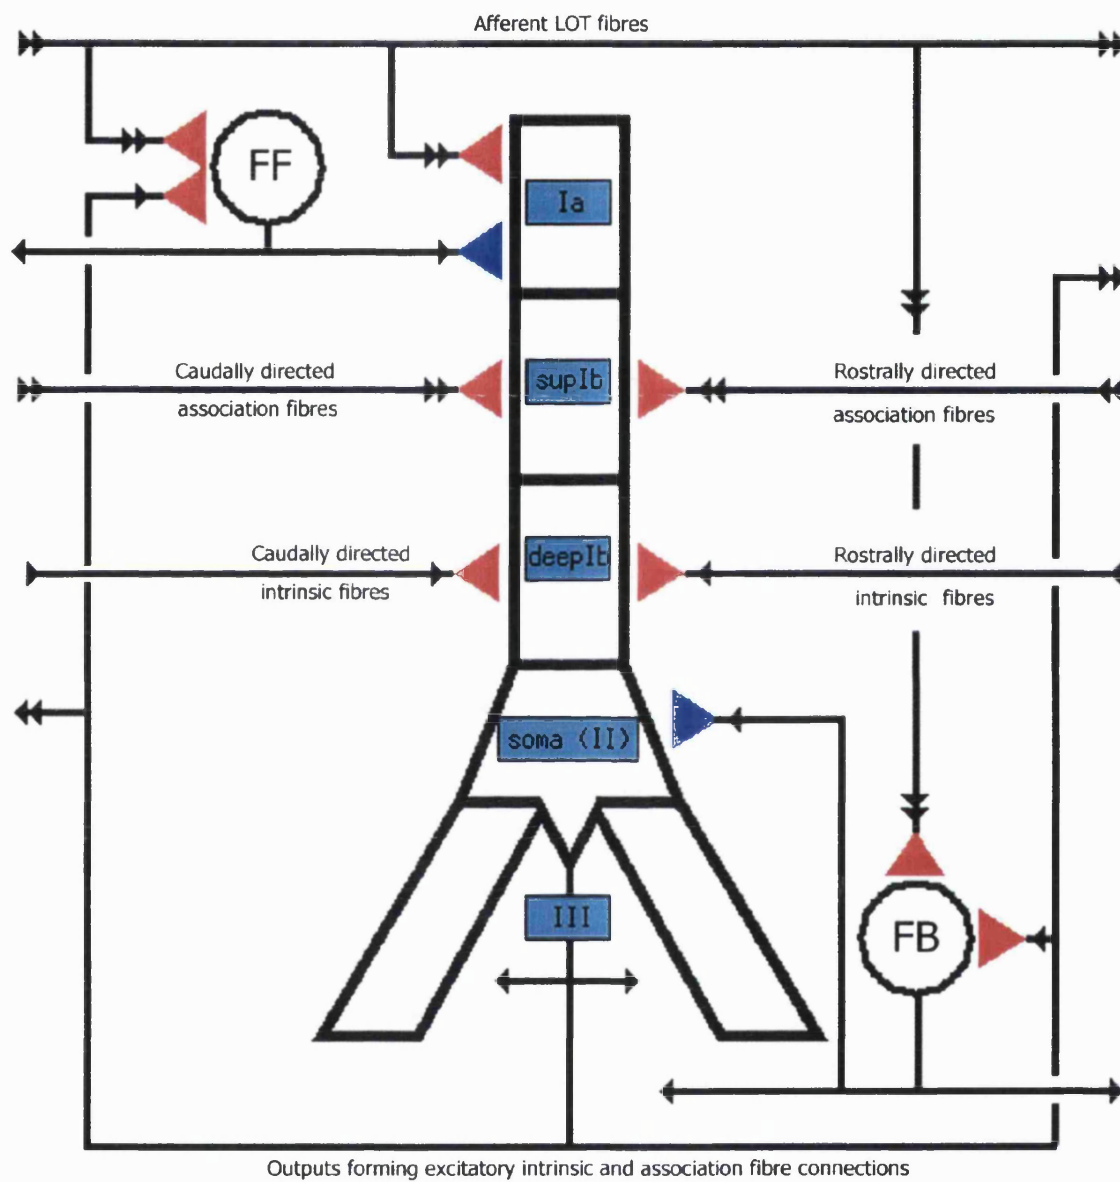 Afferent LOT fibres
FF
Ia
Caudally directed
association fibres
supIb
Rostrally directed
association fibres
Caudally directed
intrinsic fibres
deepIb
Rostrally directed
intrinsic fibres
soma (II)
III
FB
Outputs forming excitatory intrinsic and association fibre connections